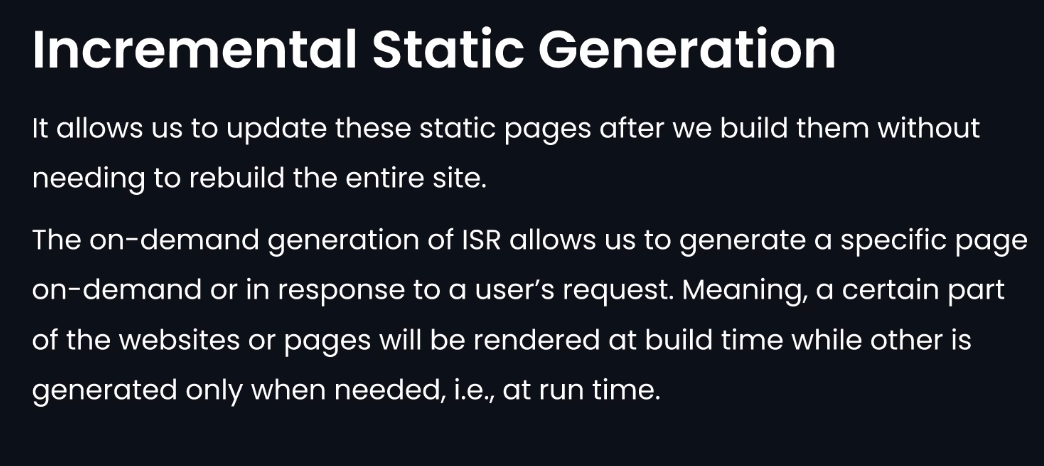 Incremental Static Generation
It allows us to update these static pages after we build them without
needing to rebuild the entire site.
The on-demand generation of ISR allows us to generate a specific page
on-demand or in response to a user’s request. Meaning, a certain part
of the websites or pages will be rendered at build time while other is
generated only when needed, i.e., at run time.